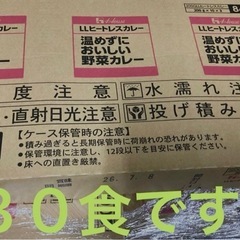 House
LLヒートレスカレー
温めずに
おいしい
野菜カレー
LLヒートレスカレー
温めずに
おいしい
野菜カレー
度注意 水濡れ注
・直射日光注意 投げ積み
【ケース保管時の注意】
●積み過ぎると長期保管時に荷崩れの恐れがあります。
●保管環境に注意し、12段以下を目安に保管ください。
●床への直置き厳禁。
30食です